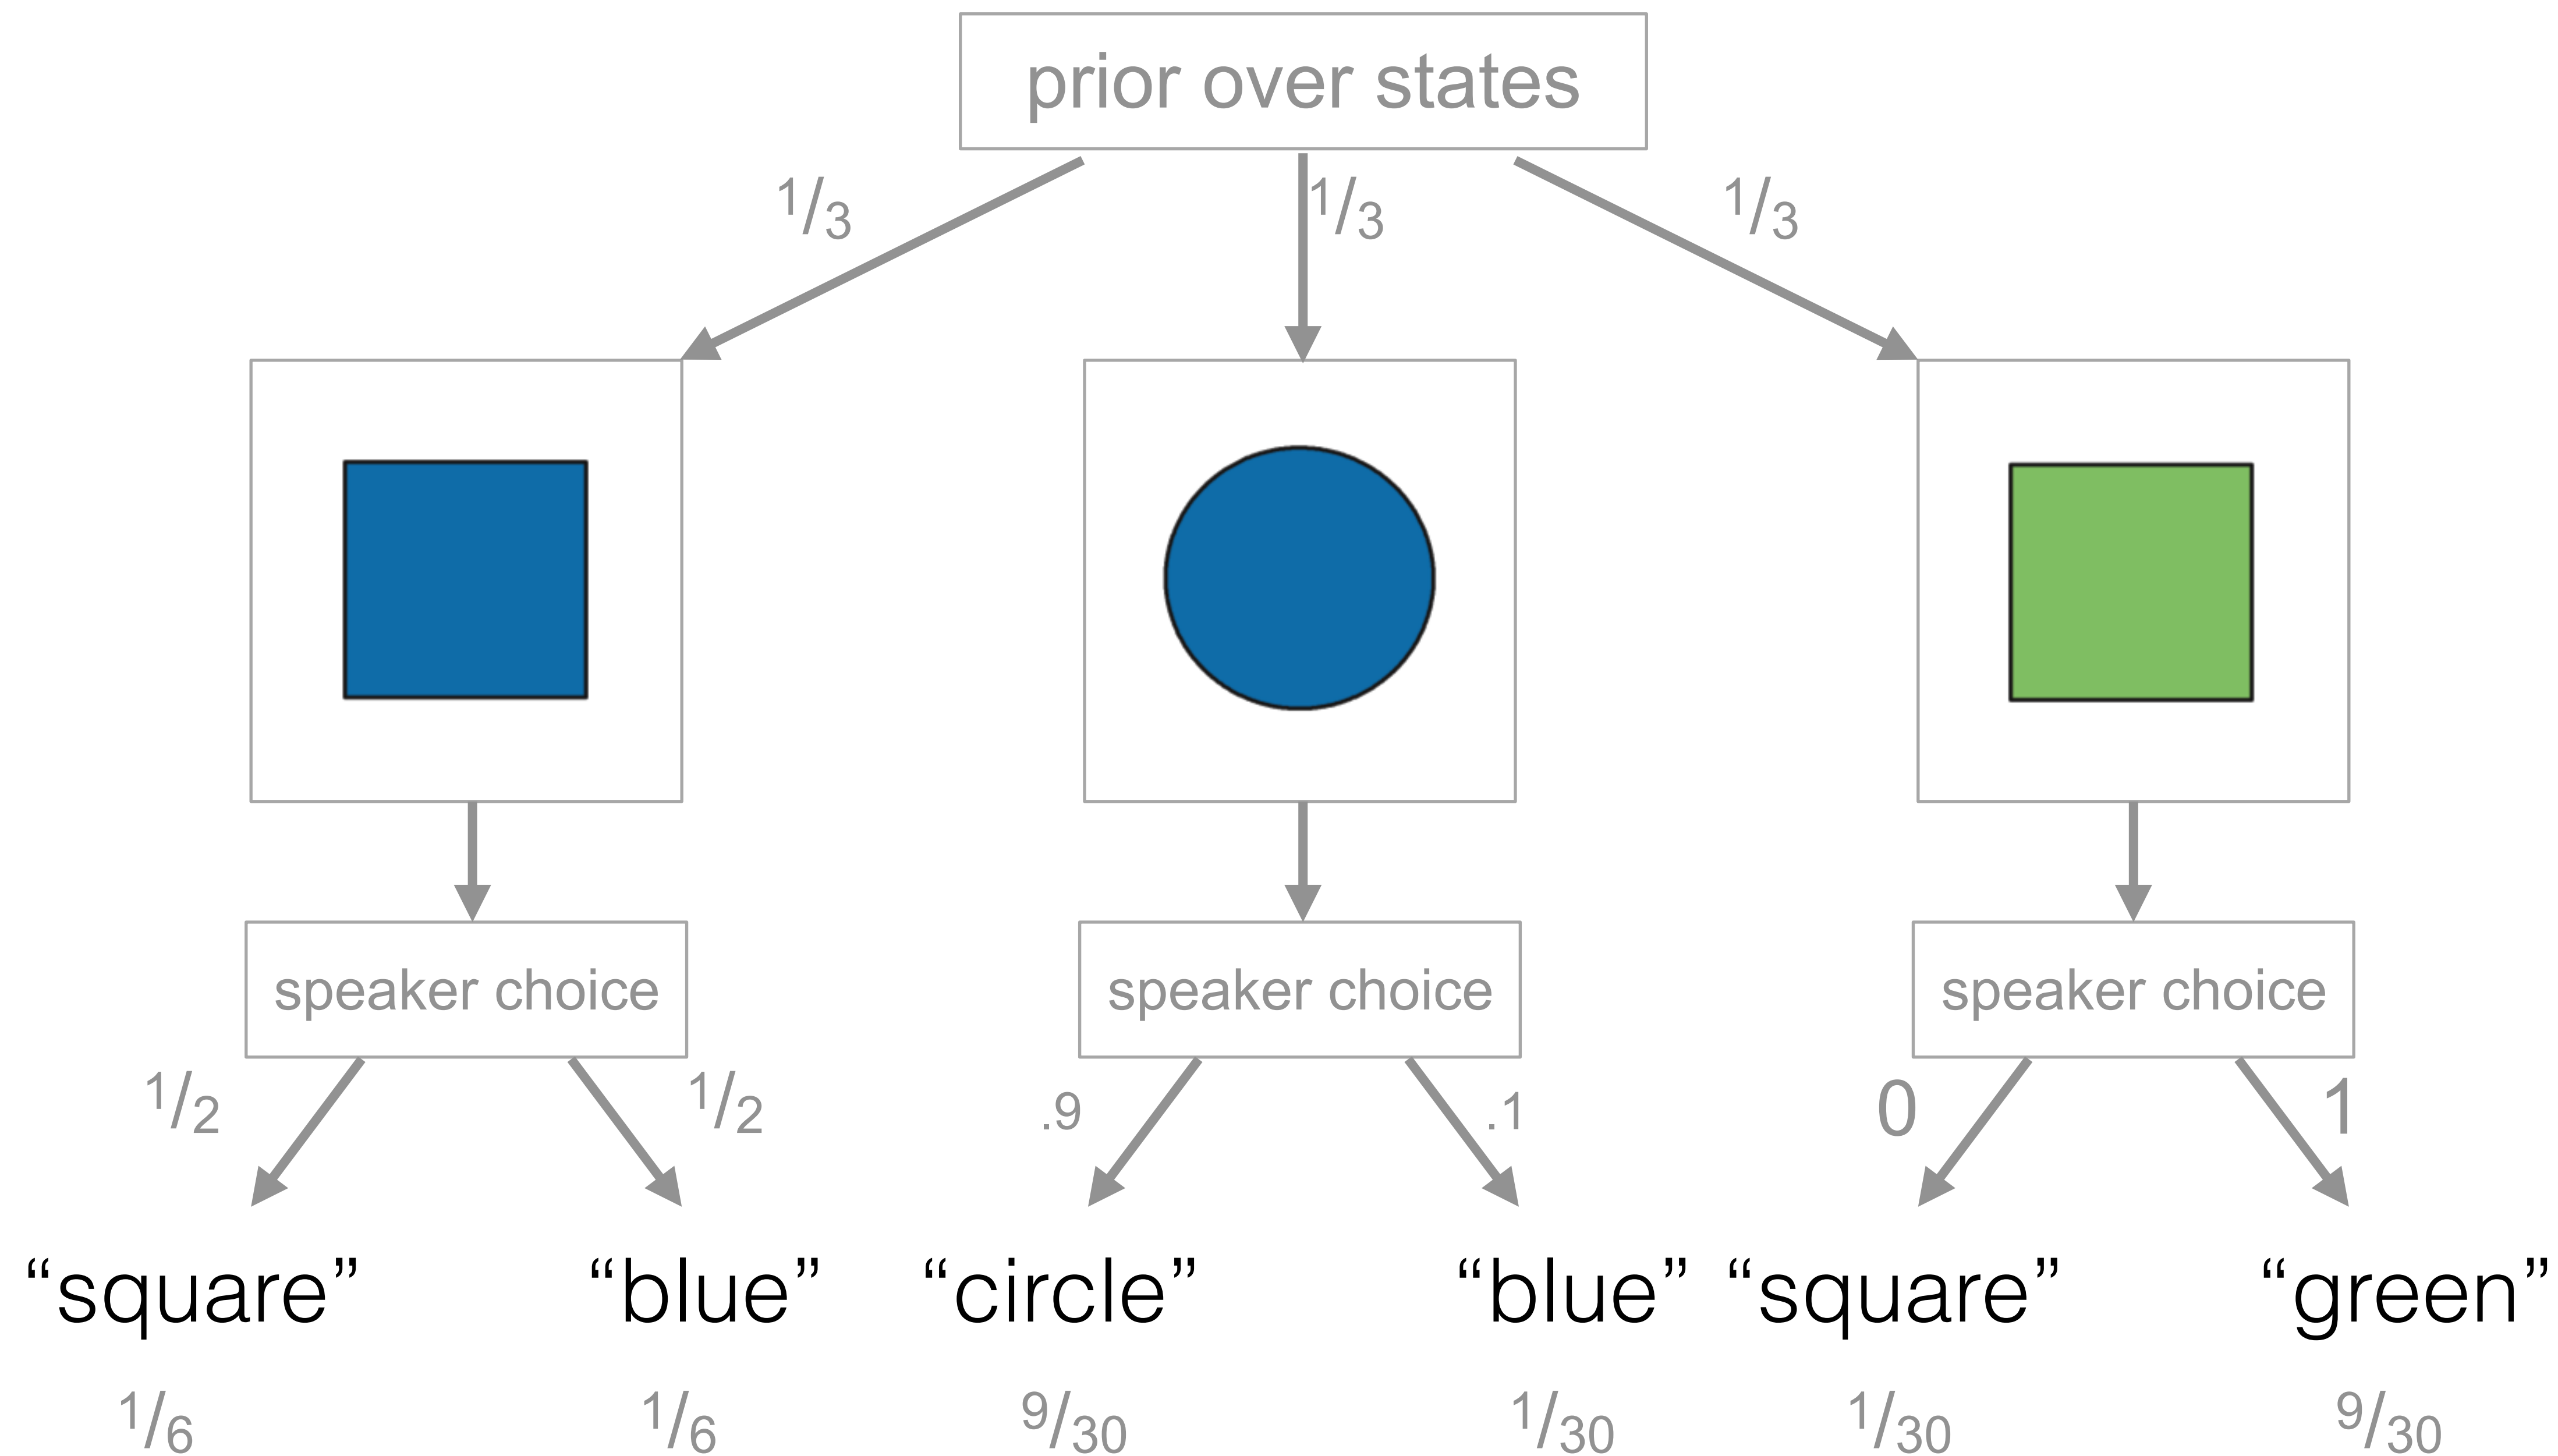 prior over states
1/3 1/3 1/3
speaker choice speaker choice speaker choice
1/2 1/2 .9 .1 0 1
“square” “blue” “circle” “blue” “square” “green”
1/6 1/6 9/30 1/30 1/30 9/30